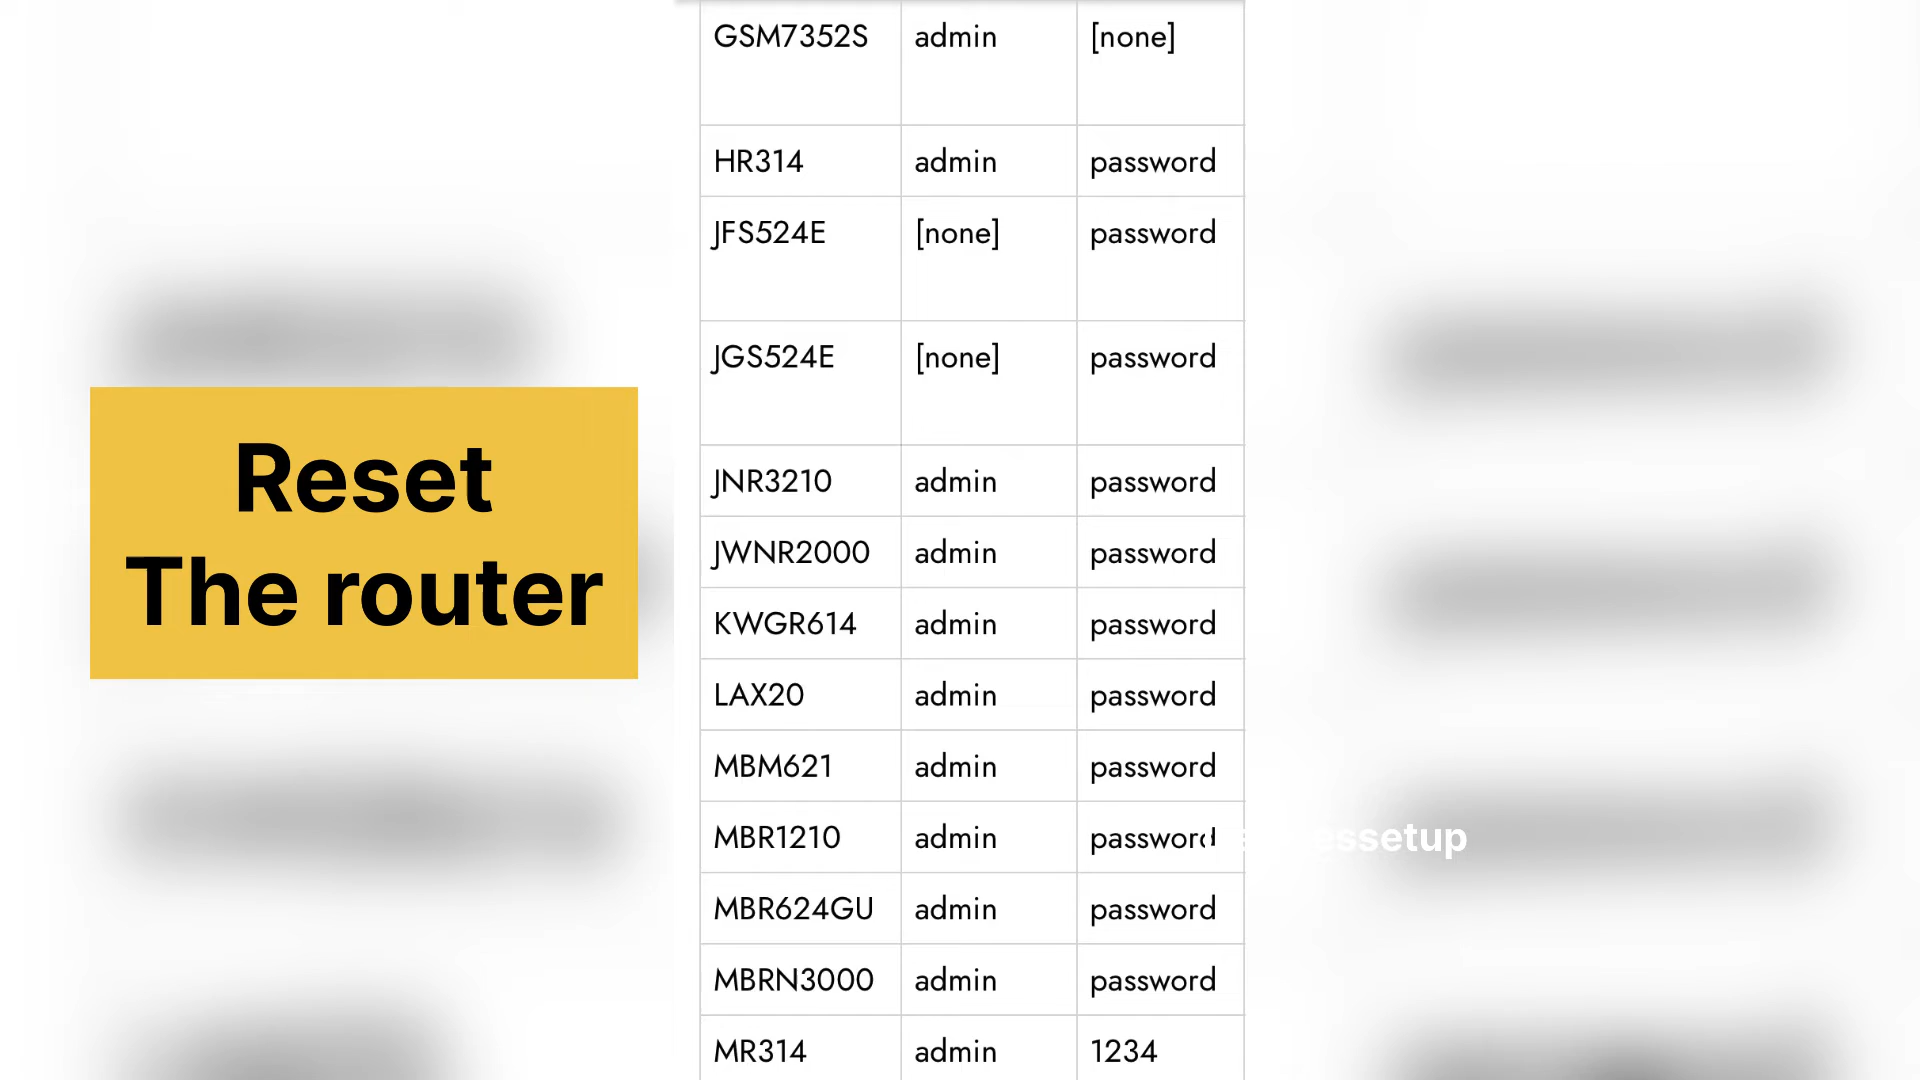 GSM7352S admin [none]
HR314 admin password
JFS524E [none] password
JGS524E [none] password
Reset
The router
JNR3210 admin password
JWNR2000 admin password
KWGR614 admin password
LAX20 admin password
MBM621 admin password
MBR1210 admin password
MBR624GU admin password
MBRN3000 admin password
MR314 admin 1234